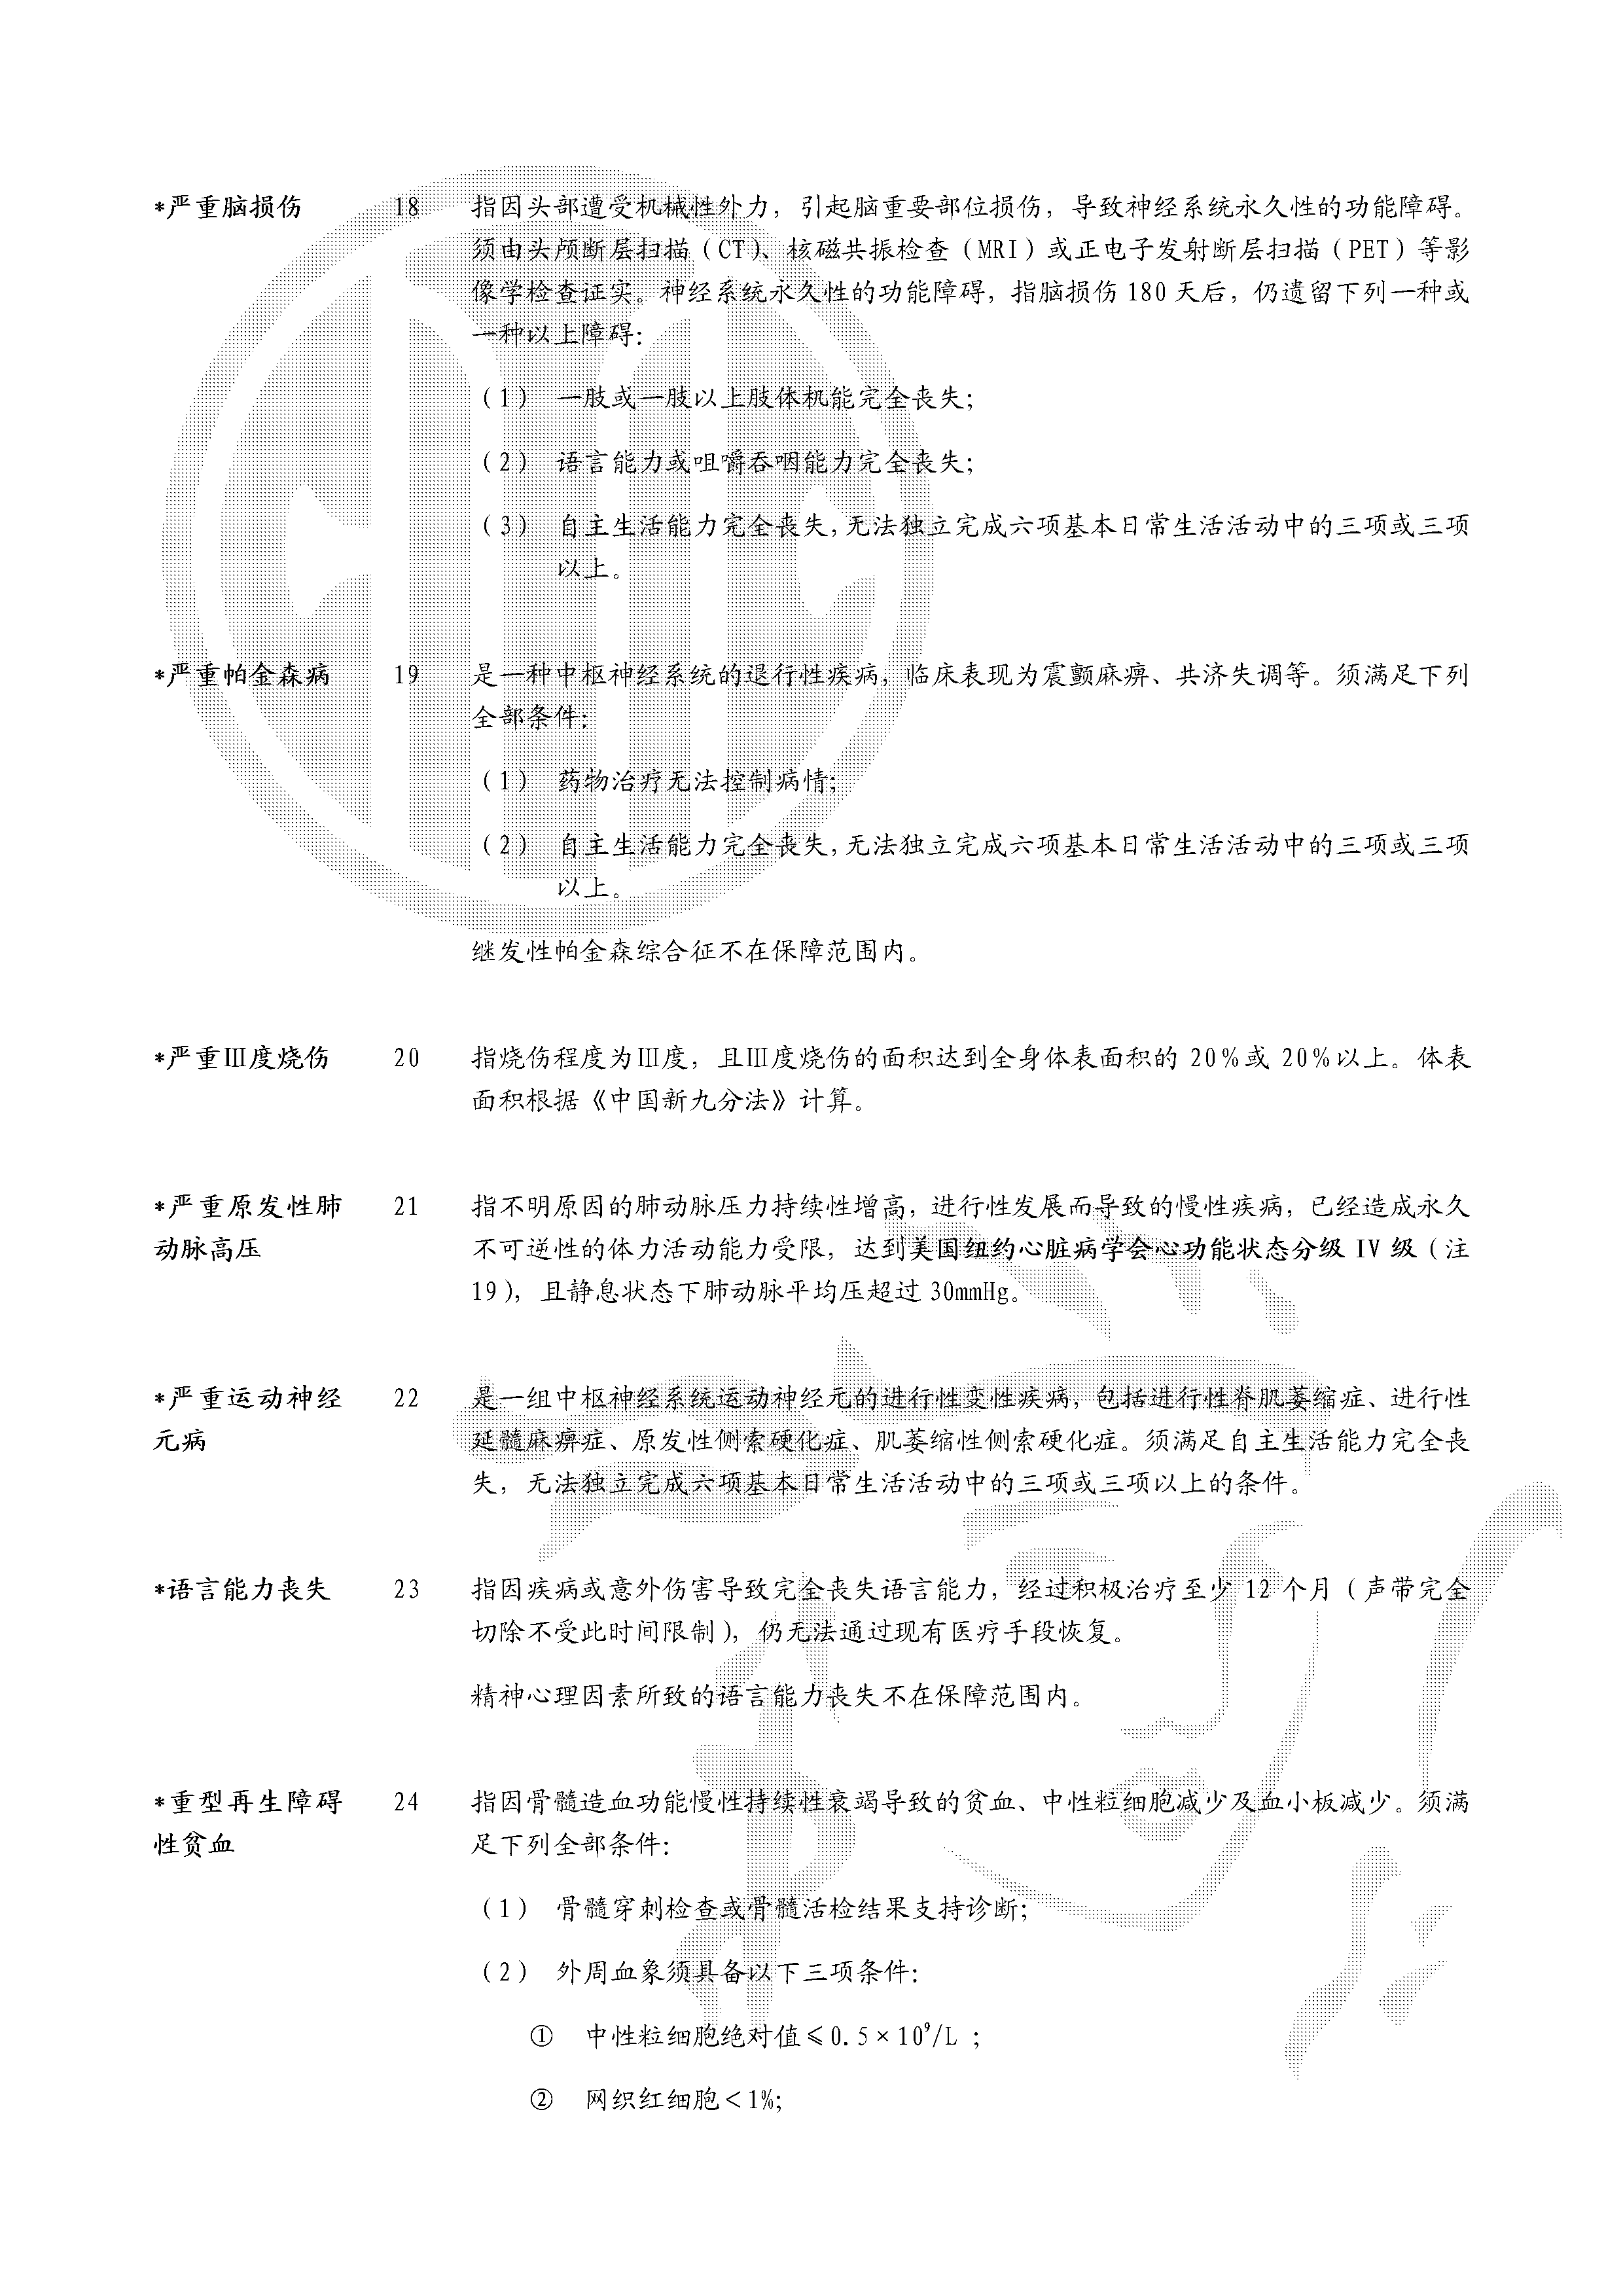 *严重脑损伤 18 指因头部遭受机械性外力，引起脑重要部位损伤，导致神经系统永久性的功能障碍。
须由头颅断层扫描（CT）、核磁共振检查（MRI）或正电子发射断层扫描（PET）等影
像学检查证实。神经系统永久性的功能障碍，指脑损伤 180 天后，仍遗留下列一种或
一种以上障碍：
（1） 一肢或一肢以上肢体机能完全丧失；
（2） 语言能力或咀嚼吞咽能力完全丧失；
（3） 自主生活能力完全丧失，无法独立完成六项基本日常生活活动中的三项或三项
以上。
*严重帕金森病 19 是一种中枢神经系统的退行性疾病，临床表现为震颤麻痹、共济失调等。须满足下列
全部条件：
（1） 药物治疗无法控制病情；
（2） 自主生活能力完全丧失，无法独立完成六项基本日常生活活动中的三项或三项
以上。
继发性帕金森综合征不在保障范围内。
*严重Ⅲ度烧伤 20 指烧伤程度为Ⅲ度，且Ⅲ度烧伤的面积达到全身体表面积的 20%或 20%以上。体表
面积根据《中国新九分法》计算。
*严重原发性肺 21 指不明原因的肺动脉压力持续性增高，进行性发展而导致的慢性疾病，已经造成永久
动脉高压 不可逆性的体力活动能力受限，达到美国纽约心脏病学会心功能状态分级 IV 级（注
19），且静息状态下肺动脉平均压超过 30mmHg。
*严重运动神经 22 是一组中枢神经系统运动神经元的进行性变性疾病，包括进行性脊肌萎缩症、进行性
元病 延髓麻痹症、原发性侧索硬化症、肌萎缩性侧索硬化症。须满足自主生活能力完全丧
失，无法独立完成六项基本日常生活活动中的三项或三项以上的条件。
*语言能力丧失 23 指因疾病或意外伤害导致完全丧失语言能力，经过积极治疗至少 12 个月（声带完全
切除不受此时间限制），仍无法通过现有医疗手段恢复。
精神心理因素所致的语言能力丧失不在保障范围内。
*重型再生障碍 24 指因骨髓造血功能慢性持续性衰竭导致的贫血、中性粒细胞减少及血小板减少。须满
性贫血 足下列全部条件：
（1） 骨髓穿刺检查或骨髓活检结果支持诊断；
（2） 外周血象须具备以下三项条件：
① 中性粒细胞绝对值≤0.5×10⁹/L ；
② 网织红细胞＜1%；